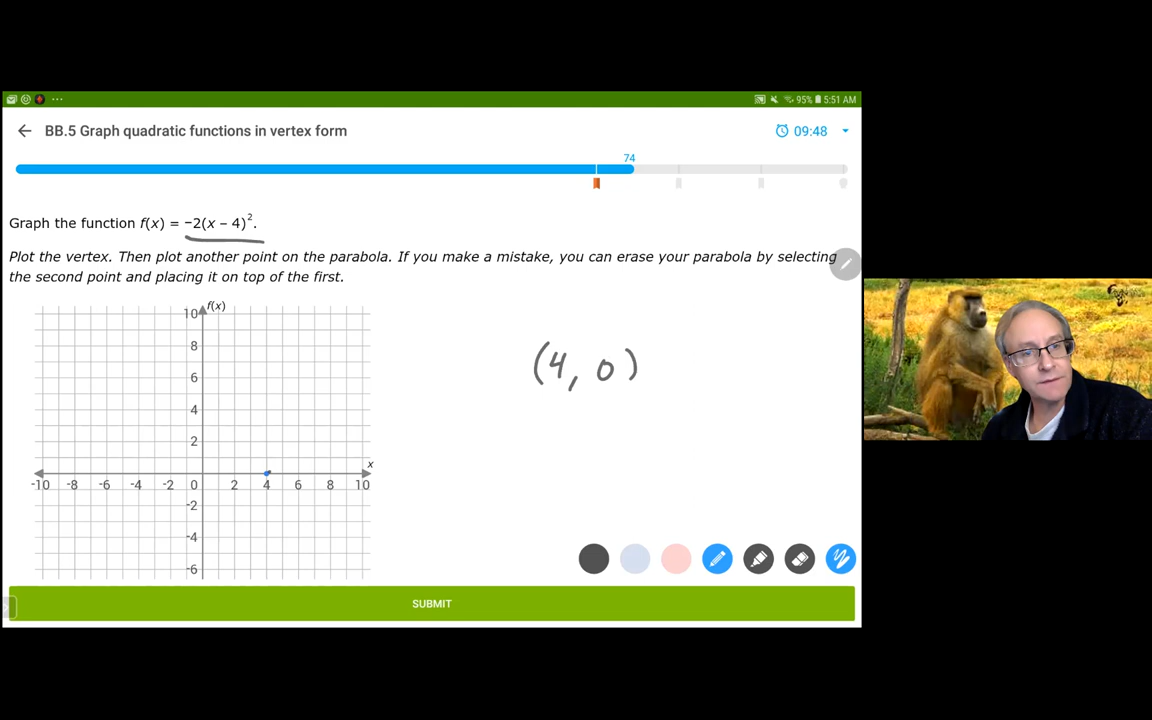 ··· 95% 5:51 AM
BB.5 Graph quadratic functions in vertex form 09:48
74
Graph the function f(x) = −2(x − 4)².
Plot the vertex. Then plot another point on the parabola. If you make a mistake, you can erase your parabola by selecting
the second point and placing it on top of the first.
f(x)
10
8
6
4
2
x
-10 -8 -6 -4 -2 0 2 4 6 8 10
-2
-4
-6
(4, 0)
SUBMIT